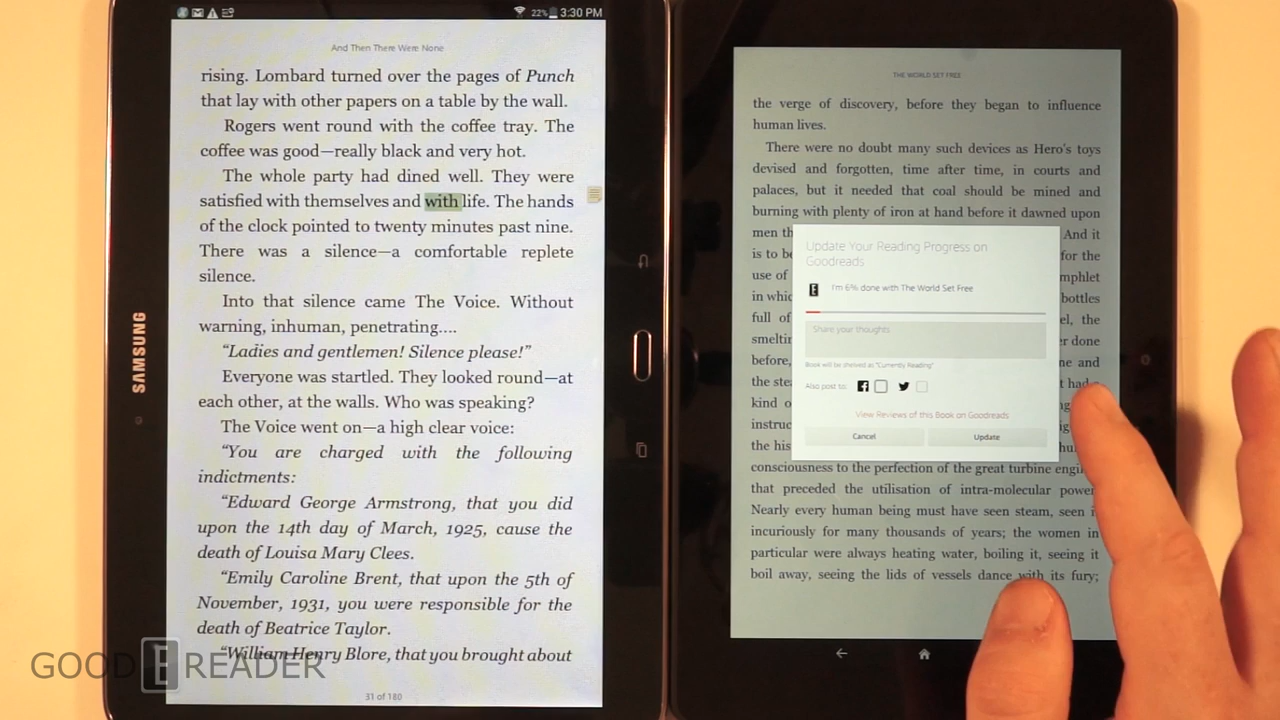 22% 3:30 PM
And Then There Were None
rising. Lombard turned over the pages of Punch
that lay with other papers on a table by the wall.
Rogers went round with the coffee tray. The
coffee was good—really black and very hot.
The whole party had dined well. They were
satisfied with themselves and with life. The hands
of the clock pointed to twenty minutes past nine.
There was a silence—a comfortable replete
silence.
Into that silence came The Voice. Without
warning, inhuman, penetrating....
“Ladies and gentlemen! Silence please!”
Everyone was startled. They looked round—at
each other, at the walls. Who was speaking?
The Voice went on—a high clear voice:
“You are charged with the following
indictments:
“Edward George Armstrong, that you did
upon the 14th day of March, 1925, cause the
death of Louisa Mary Clees.
“Emily Caroline Brent, that upon the 5th of
November, 1931, you were responsible for the
death of Beatrice Taylor.
“William Henry Blore, that you brought about
31 of 180
SAMSUNG
GOOD E READER
THE WORLD SET FREE
the verge of discovery, before they began to influence
human lives.
There were no doubt many such devices as Hero's toys
devised and forgotten, time after time, in courts and
palaces, but it needed that coal should be mined and
burning with plenty of iron at hand before it dawned upon
men And it
is to for the
use of
in
full of the
done
before, and
the
kind
the
consciousness to the perfection of the great turbine
that preceded the utilisation of intra-molecular power
Nearly every human being must have seen steam, seen
incuriously for many thousands of years; the women in
particular were always heating water, boiling it, seeing it
boil away, seeing the lids of vessels dance with its fury;
Update Your Reading Progress on
Goodreads
I'm 6% done with The World Set Free
Share your thoughts
Book will be shelved as "Currently Reading"
Also post to:
View Reviews of this Book on Goodreads
Cancel Update